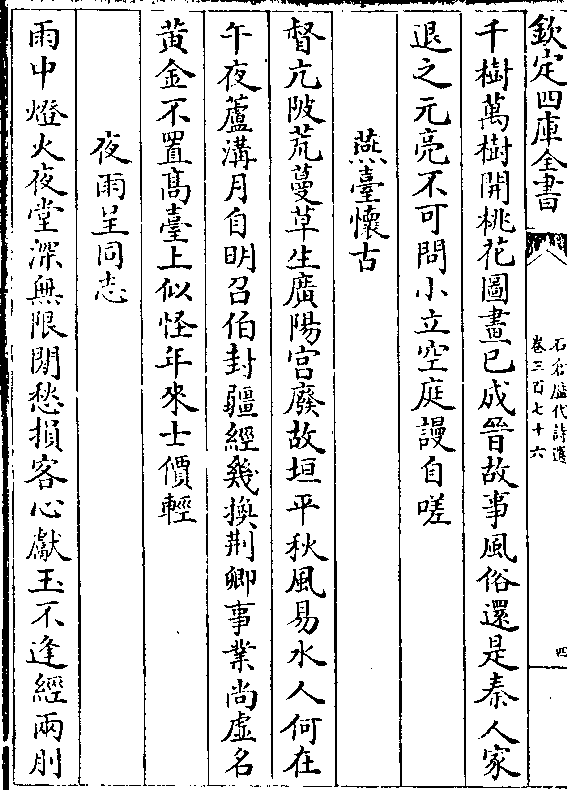 欽定四庫全書
石倉歷代詩選
卷三百七十六
四
千樹萬樹開桃花圖畫已成晉故事風俗還是秦人家
退之元亮不可問小立空庭謾自嗟
燕臺懷古
督亢陂荒蔓草生廣陽宫廢故垣平秋風易水人何在
午夜蘆溝月自明召伯封疆經幾換荆卿事業尚虛名
黄金不置髙臺上似怪年來士價輕
夜雨呈同志
雨中燈火夜堂深無限閒愁損客心獻玉不逢經兩刖